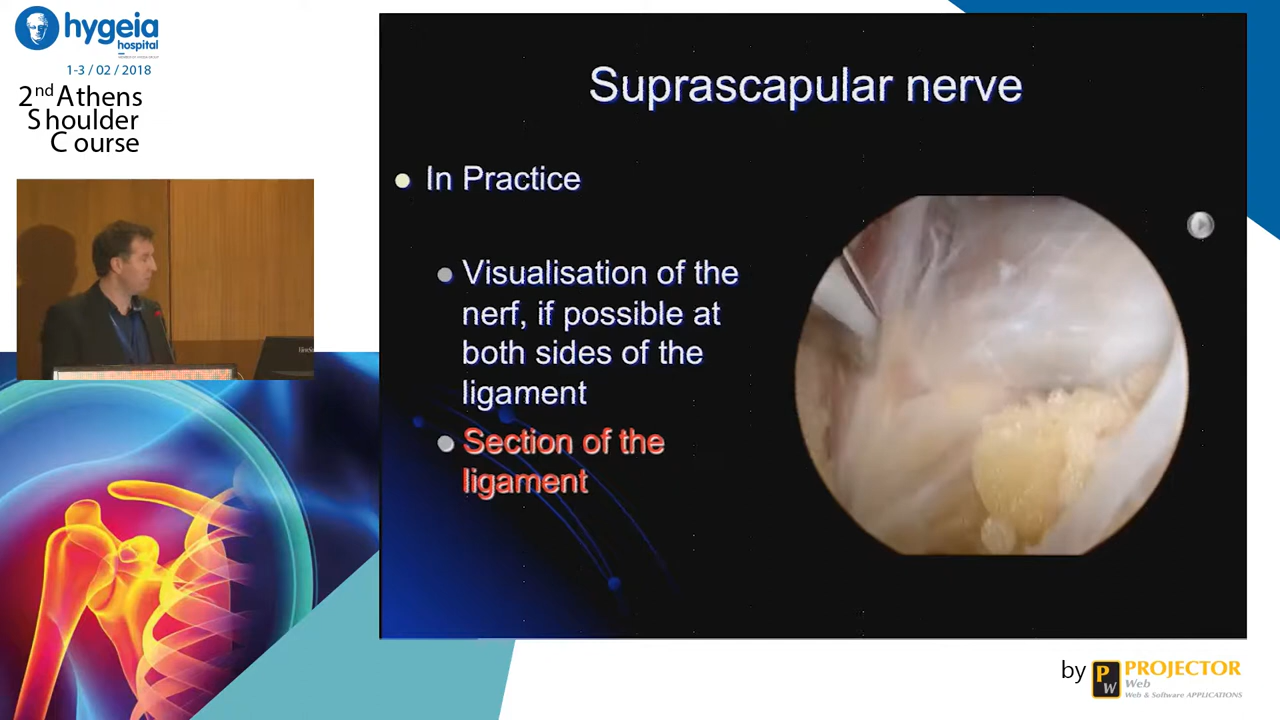 hygeia
hospital
1-3 / 02 / 2018
2nd Athens
Shoulder
Course
Suprascapular nerve
In Practice
Visualisation of the
nerf, if possible at
both sides of the
ligament
Section of the
ligament
by PW PROJECTOR
Web
Web & Software APPLICATIONS